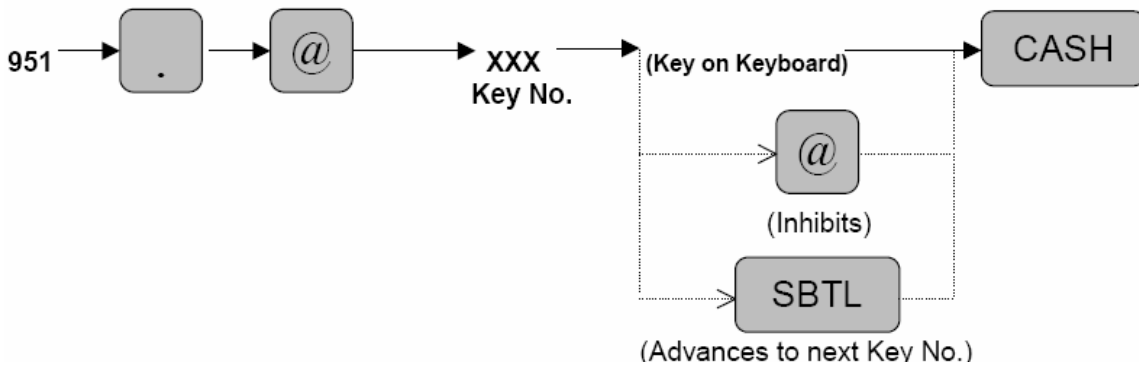 951
.
@
XXX
Key No.
(Key on Keyboard)
CASH
@
(Inhibits)
SBTL
(Advances to next Key No.)